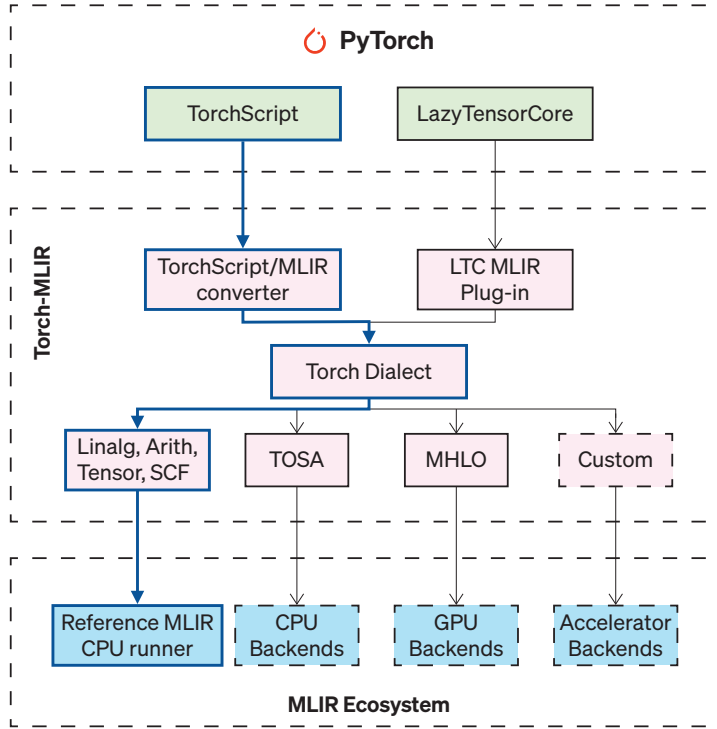 PyTorch
TorchScript
LazyTensorCore
Torch-MLIR
TorchScript/MLIR
converter
LTC MLIR
Plug-in
Torch Dialect
Linalg, Arith,
Tensor, SCF
TOSA
MHLO
Custom
Reference MLIR
CPU runner
CPU
Backends
GPU
Backends
Accelerator
Backends
MLIR Ecosystem